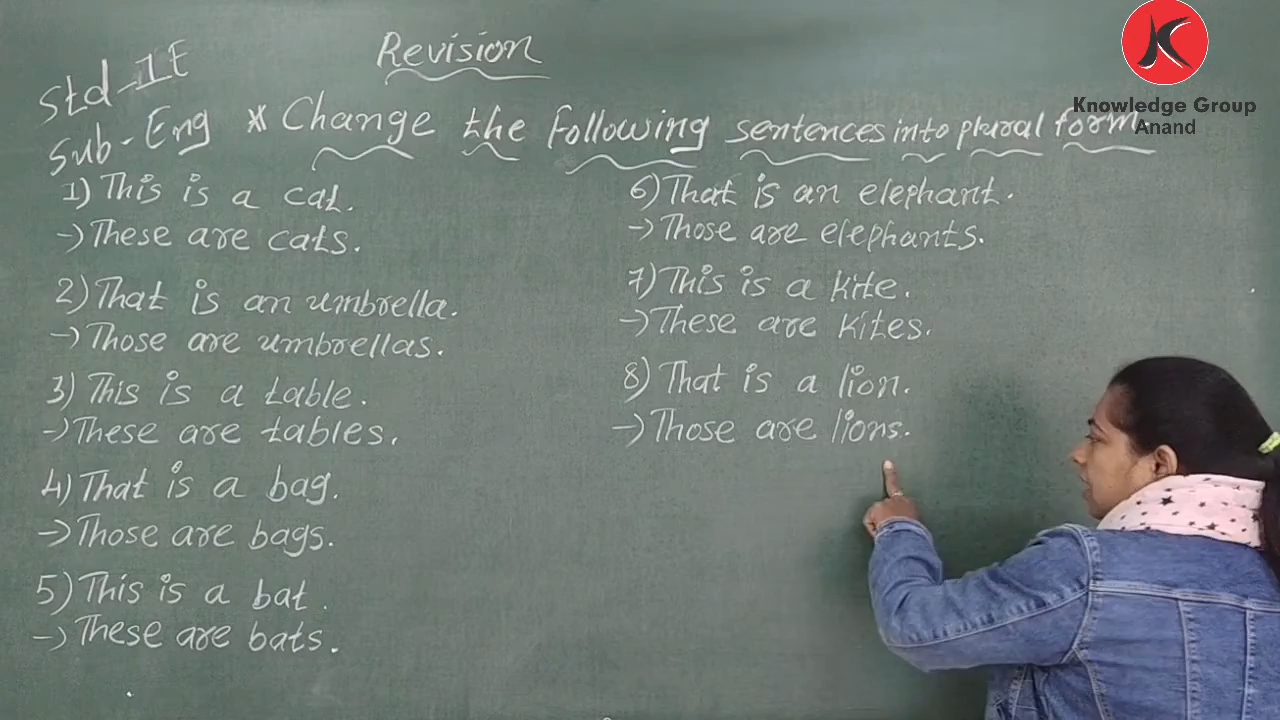 Revision
Std-1E
Sub-Eng * Change the following sentences into plural form.
1) This is a cat.
→ These are cats.
2) That is an umbrella.
→ Those are umbrellas.
3) This is a table.
→ These are tables.
4) That is a bag.
→ Those are bags.
5) This is a bat.
→ These are bats.
6) That is an elephant.
→ Those are elephants.
7) This is a kite.
→ These are kites.
8) That is a lion.
→ Those are lions.
K
Knowledge Group
Anand